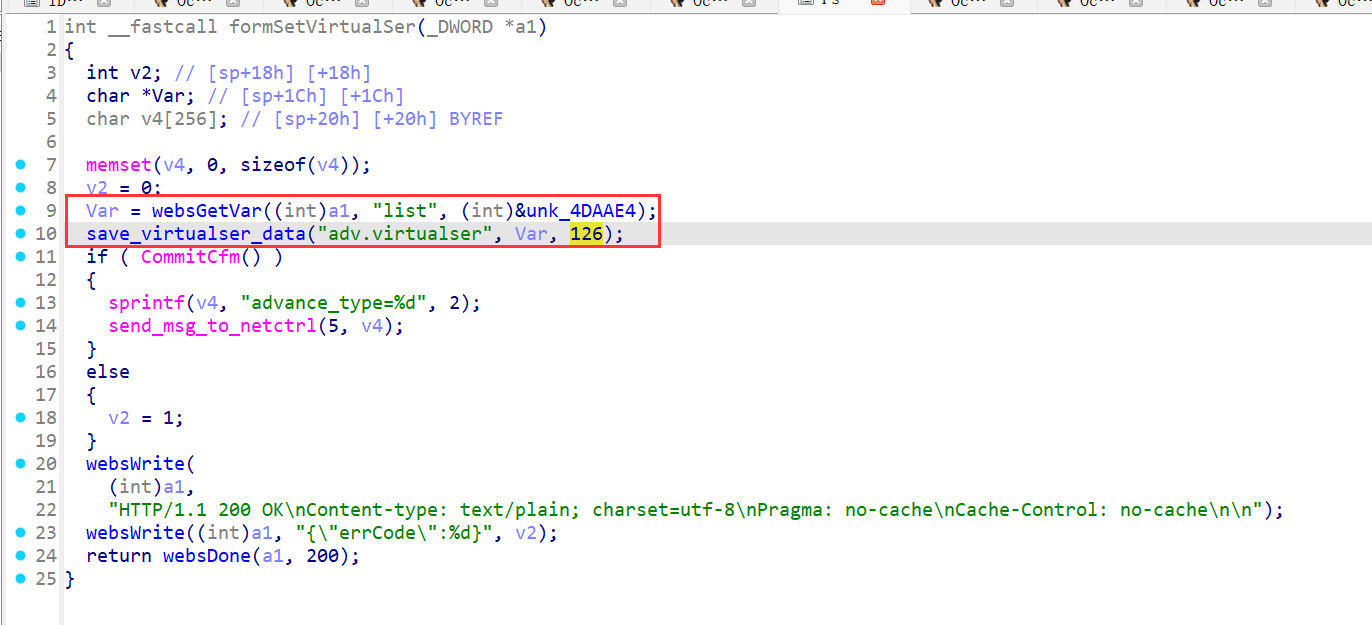 1 int __fastcall formSetVirtualSer(_DWORD *a1)
2 {
3 int v2; // [sp+18h] [+18h]
4 char *Var; // [sp+1Ch] [+1Ch]
5 char v4[256]; // [sp+20h] [+20h] BYREF
6
7 memset(v4, 0, sizeof(v4));
8 v2 = 0;
9 Var = websGetVar((int)a1, "list", (int)&unk_4DAAE4);
10 save_virtualser_data("adv.virtualser", Var, 126);
11 if ( CommitCfm() )
12 {
13 sprintf(v4, "advance_type=%d", 2);
14 send_msg_to_netctrl(5, v4);
15 }
16 else
17 {
18 v2 = 1;
19 }
20 websWrite(
21 (int)a1,
22 "HTTP/1.1 200 OK\nContent-type: text/plain; charset=utf-8\nPragma: no-cache\nCache-Control: no-cache\n\n");
23 websWrite((int)a1, "{\"errCode\":%d}", v2);
24 return websDone(a1, 200);
25 }